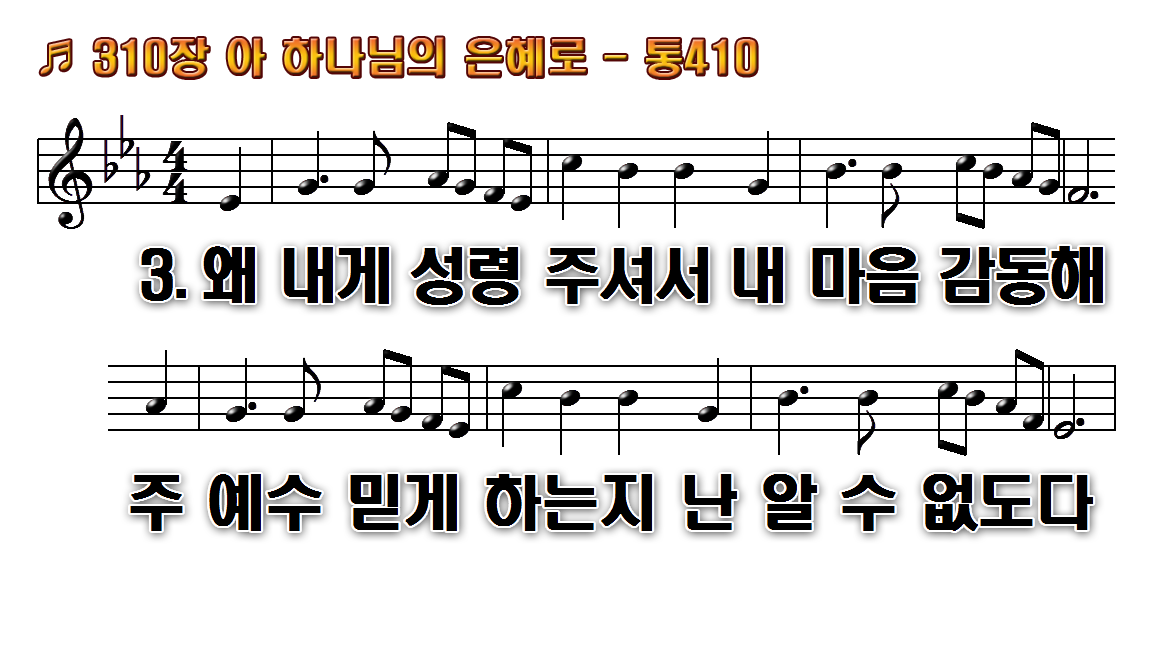 ♬ 310장 아 하나님의 은혜로 - 통410
3. 왜 내게 성령 주셔서 내 마음 감동해
주 예수 믿게 하는지 난 알 수 없도다